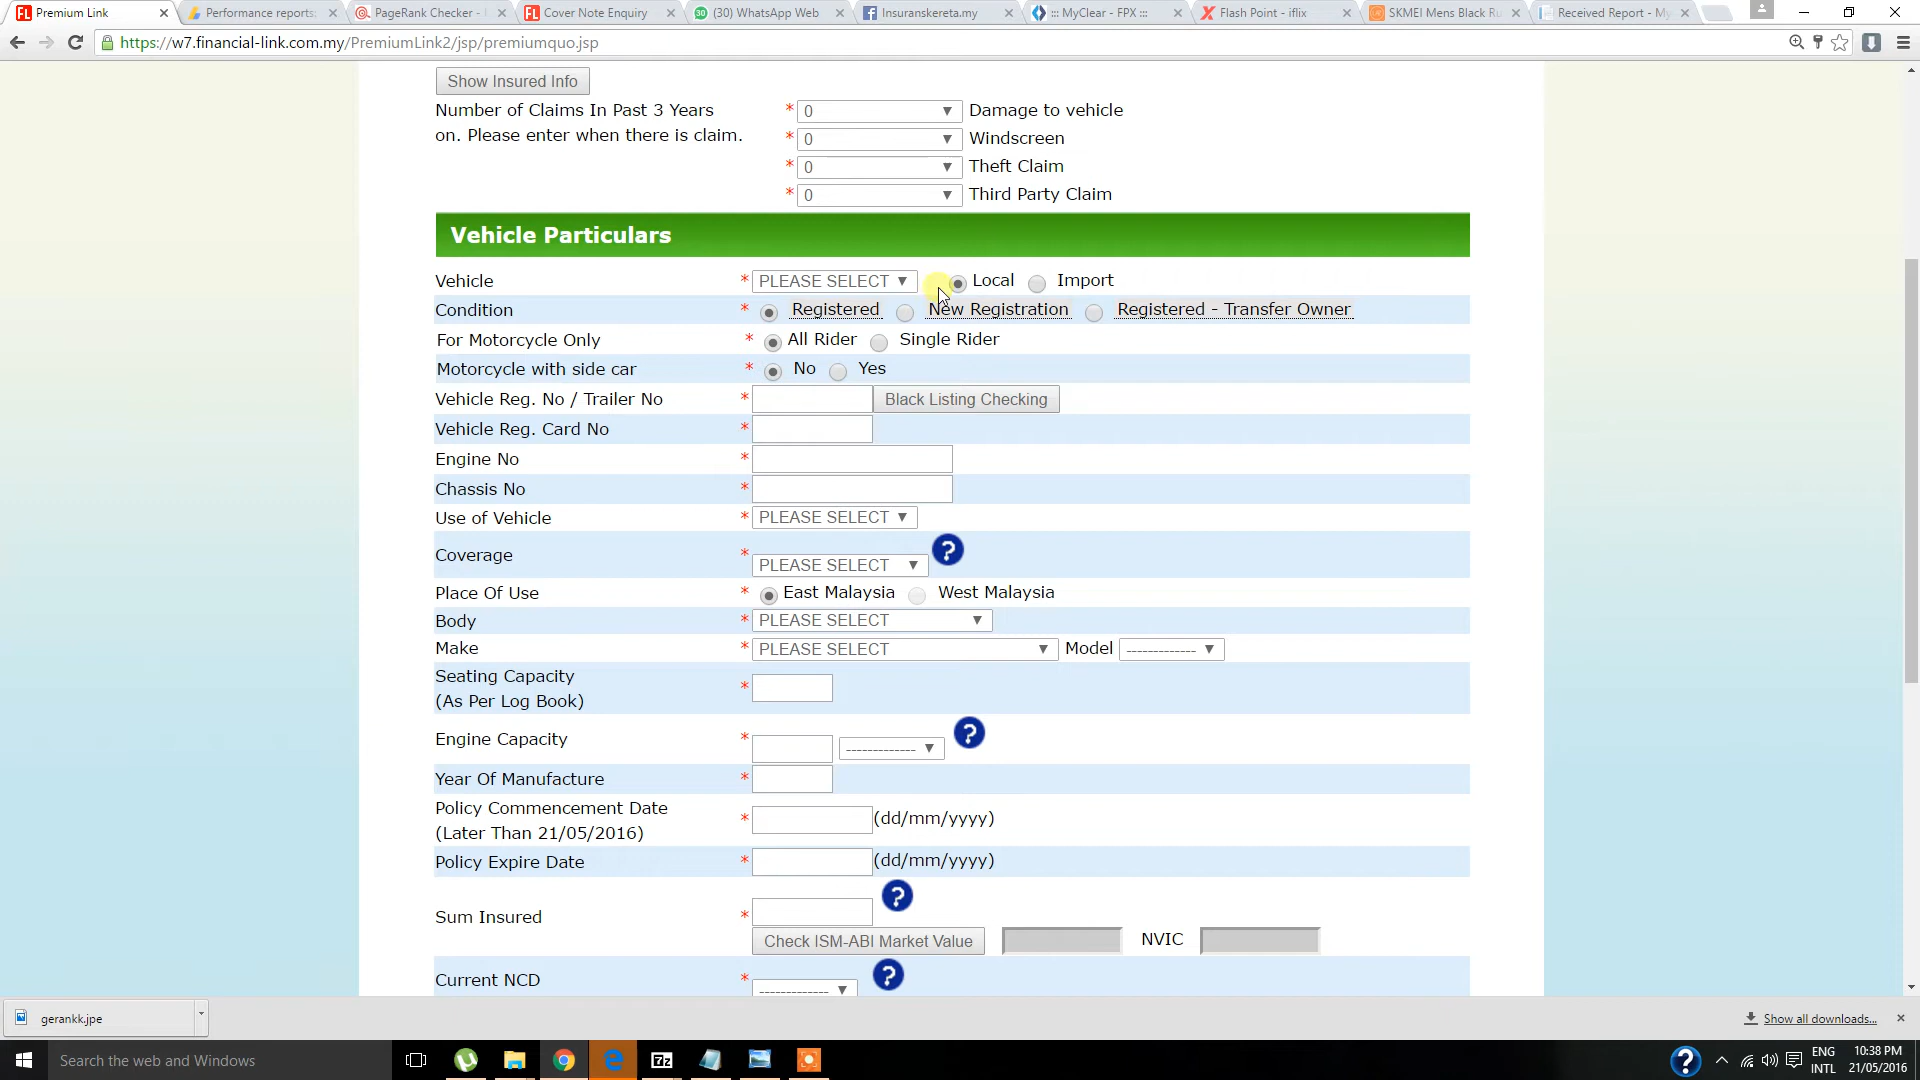 Premium Link
Performance reports:
PageRank Checker -
Cover Note Enquiry
(30) WhatsApp Web
Insuranskereta.my
::: MyClear - FPX :::
Flash Point - iflix
SKMEI Mens Black Ru
Received Report - My
https://w7.financial-link.com.my/PremiumLink2/jsp/premiumquo.jsp
Show Insured Info
Number of Claims In Past 3 Years
on. Please enter when there is claim.
* 0 Damage to vehicle
* 0 Windscreen
* 0 Theft Claim
* 0 Third Party Claim
Vehicle Particulars
Vehicle * PLEASE SELECT Local Import
Condition * Registered New Registration Registered - Transfer Owner
For Motorcycle Only * All Rider Single Rider
Motorcycle with side car * No Yes
Vehicle Reg. No / Trailer No * Black Listing Checking
Vehicle Reg. Card No *
Engine No *
Chassis No *
Use of Vehicle * PLEASE SELECT
Coverage * PLEASE SELECT ?
Place Of Use * East Malaysia West Malaysia
Body * PLEASE SELECT
Make * PLEASE SELECT Model -------------
Seating Capacity *
(As Per Log Book)
Engine Capacity * ------------- ?
Year Of Manufacture *
Policy Commencement Date * (dd/mm/yyyy)
(Later Than 21/05/2016)
Policy Expire Date * (dd/mm/yyyy)
Sum Insured * ?
Check ISM-ABI Market Value NVIC
Current NCD * ------------- ?
gerankk.jpe
Show all downloads...
Search the web and Windows
7z
?
ENG
INTL
10:38 PM
21/05/2016